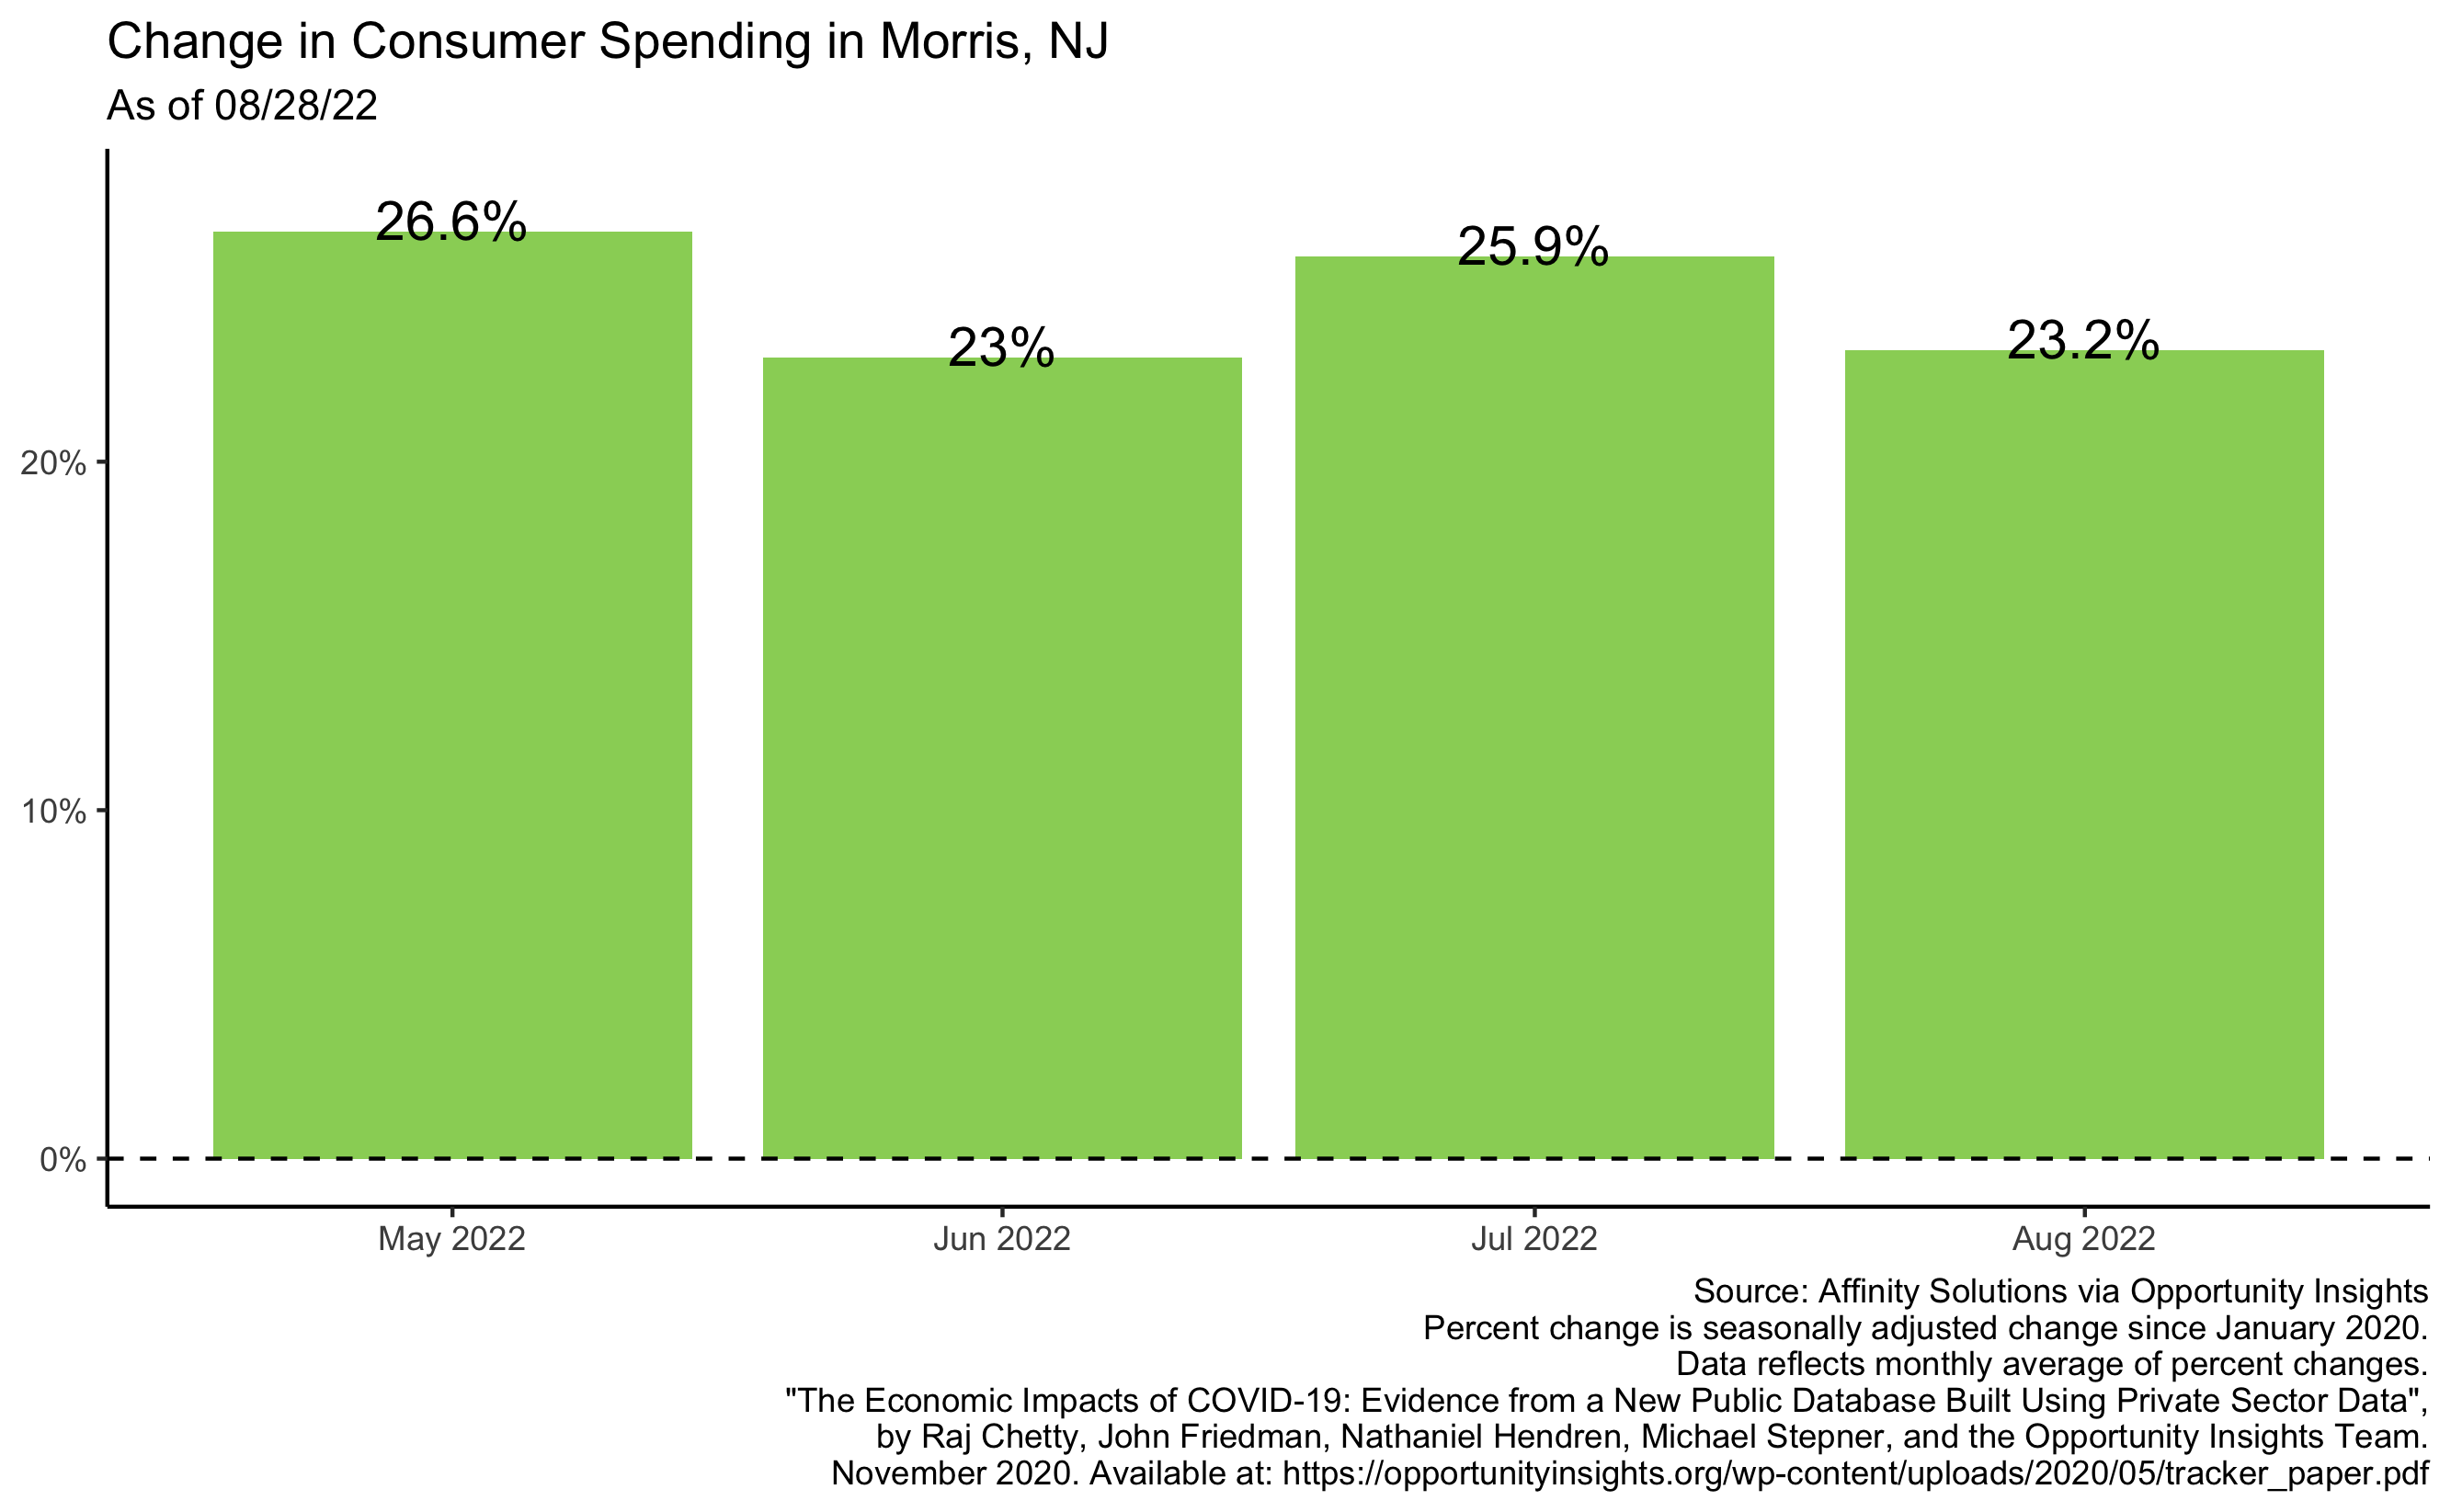 Change in Consumer Spending in Morris, NJ
As of 08/28/22
26.6%
23%
25.9%
23.2%
20%
10%
0%
May 2022
Jun 2022
Jul 2022
Aug 2022
Source: Affinity Solutions via Opportunity Insights
Percent change is seasonally adjusted change since January 2020.
Data reflects monthly average of percent changes.
"The Economic Impacts of COVID-19: Evidence from a New Public Database Built Using Private Sector Data",
by Raj Chetty, John Friedman, Nathaniel Hendren, Michael Stepner, and the Opportunity Insights Team.
November 2020. Available at: https://opportunityinsights.org/wp-content/uploads/2020/05/tracker_paper.pdf